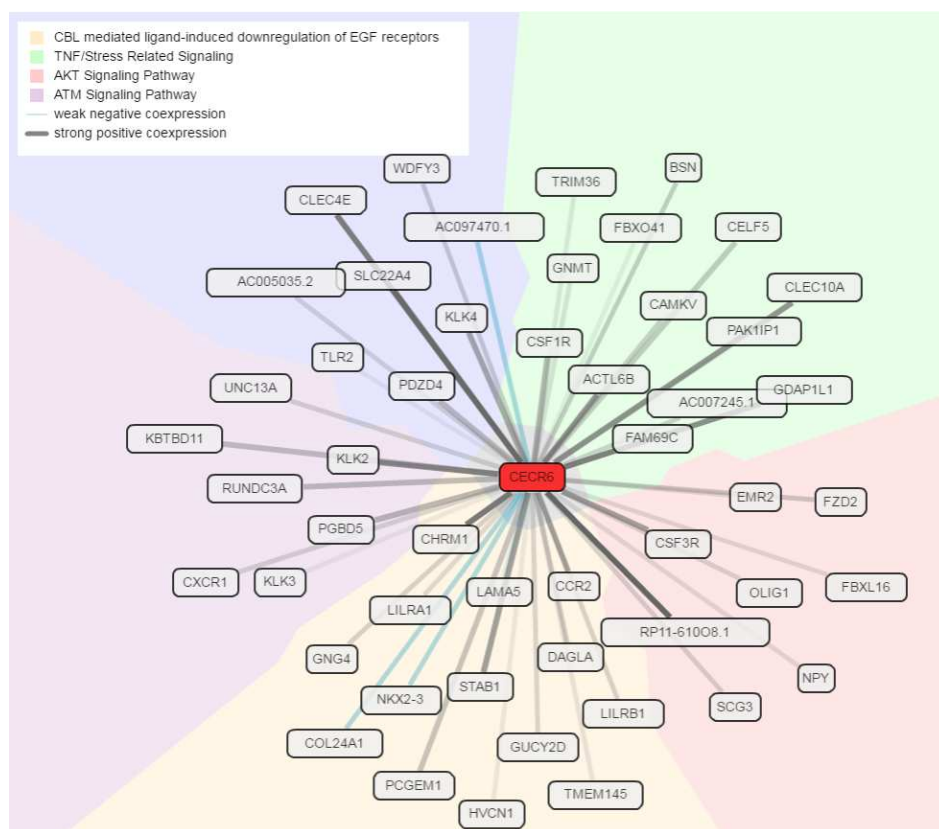 CBL mediated ligand-induced downregulation of EGF receptors
TNF/Stress Related Signaling
AKT Signaling Pathway
ATM Signaling Pathway
weak negative coexpression
strong positive coexpression
WDFY3
BSN
TRIM36
CLEC4E
AC097470.1
FBXO41
CELF5
GNMT
SLC22A4
AC005035.2
CLEC10A
CAMKV
KLK4
PAK1IP1
CSF1R
TLR2
ACTL6B
PDZD4
UNC13A
GDAP1L1
AC007245.1
KBTBD11
FAM69C
KLK2
CECR6
RUNDC3A
EMR2
FZD2
PGBD5
CHRM1
CSF3R
CXCR1
KLK3
LAMA5
CCR2
OLIG1
FBXL16
LILRA1
RP11-610O8.1
GNG4
DAGLA
NPY
STAB1
NKX2-3
SCG3
LILRB1
COL24A1
GUCY2D
PCGEM1
TMEM145
HVCN1